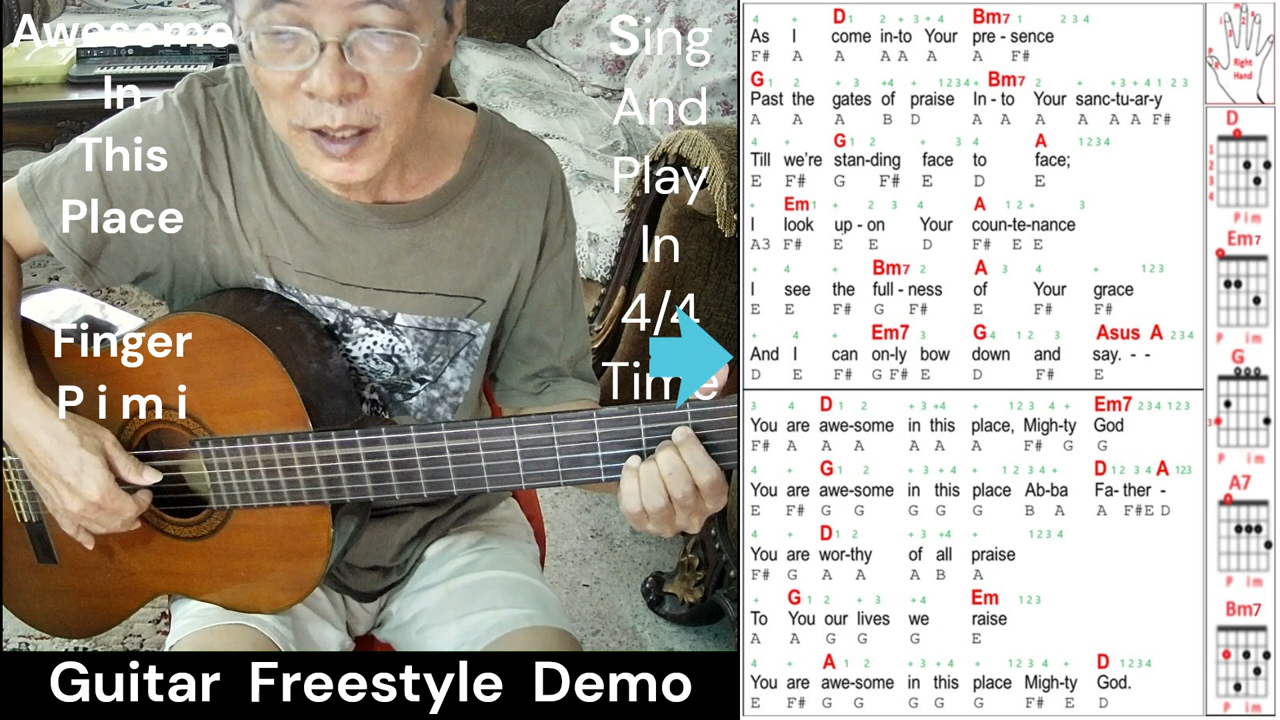 Awesome
In
This
Place
Finger
P i m i
Sing
And
Play
In
4/4
Time
Guitar Freestyle Demo
4 + D 1 2 + 3 + 4 Bm7 1 2 3 4
As I come in-to Your pre - sence
F# A A A A A A F#
G 1 2 + 3 +4 + 1 2 3 4 + Bm7 2 +3 + 4 1 2 3
Past the gates of praise In - to Your sanc-tu-ar-y
A A A B D A A A A A A F#
4 + G 1 2 + 3 4 A 1 2 3 4
Till we're stan-ding face to face;
E F# G F# E D E
+ Em 1 + 2 3 4 A 1 2 + 3
I look up - on Your coun-te-nance
A3 F# E E D F# E E
+ 4 + Bm7 2 A 3 4 + 1 2 3
I see the full - ness of Your grace
E E F# G F# E F# F#
+ 4 + Em7 3 G 4 1 2 3 Asus A 2 3 4
And I can on-ly bow down and say. - -
D E F# G F# E D F# E
3 4 D 1 2 + 3 +4 + 1 2 3 4 + Em7 2 3 4 1 2 3
You are awe-some in this place, Migh-ty God
F# A A A A A A F# G G
4 + G 1 2 + 3 + 4 + 1 2 3 4 + D 1 2 3 4 A 1 2 3
You are awe-some in this place Ab-ba Fa- ther -
E F# G G G G G B A A F# E D
4 + D 1 2 + 3 +4 1 2 3 4
You are wor-thy of all praise
F# G A A A B A
+ G 1 2 + 3 +4 Em 1 2 3
To You our lives we raise
A A G G G E
4 + A 1 2 + 3 + 4 + 1 2 3 4 + D 1 2 3 4
You are awe-some in this place Migh-ty God.
E F# G G G G G F# E D
Right
Hand
D
1
2
3
4
P i m
Em7
P i m
G
3
P i m
A7
P i m
Bm7
P i m